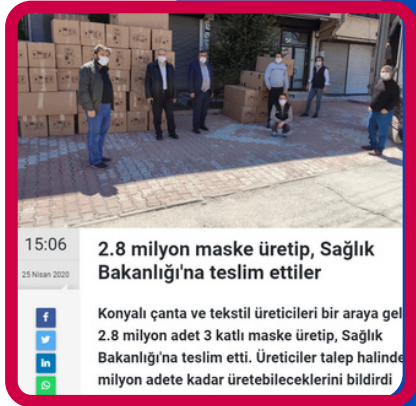 15:06
25 Nisan 2020
2.8 milyon maske üretip, Sağlık
Bakanlığı'na teslim ettiler
Konyalı çanta ve tekstil üreticileri bir araya gel
2.8 milyon adet 3 katlı maske üretip, Sağlık
Bakanlığı'na teslim etti. Üreticiler talep halinde
milyon adete kadar üretebileceklerini bildirdi